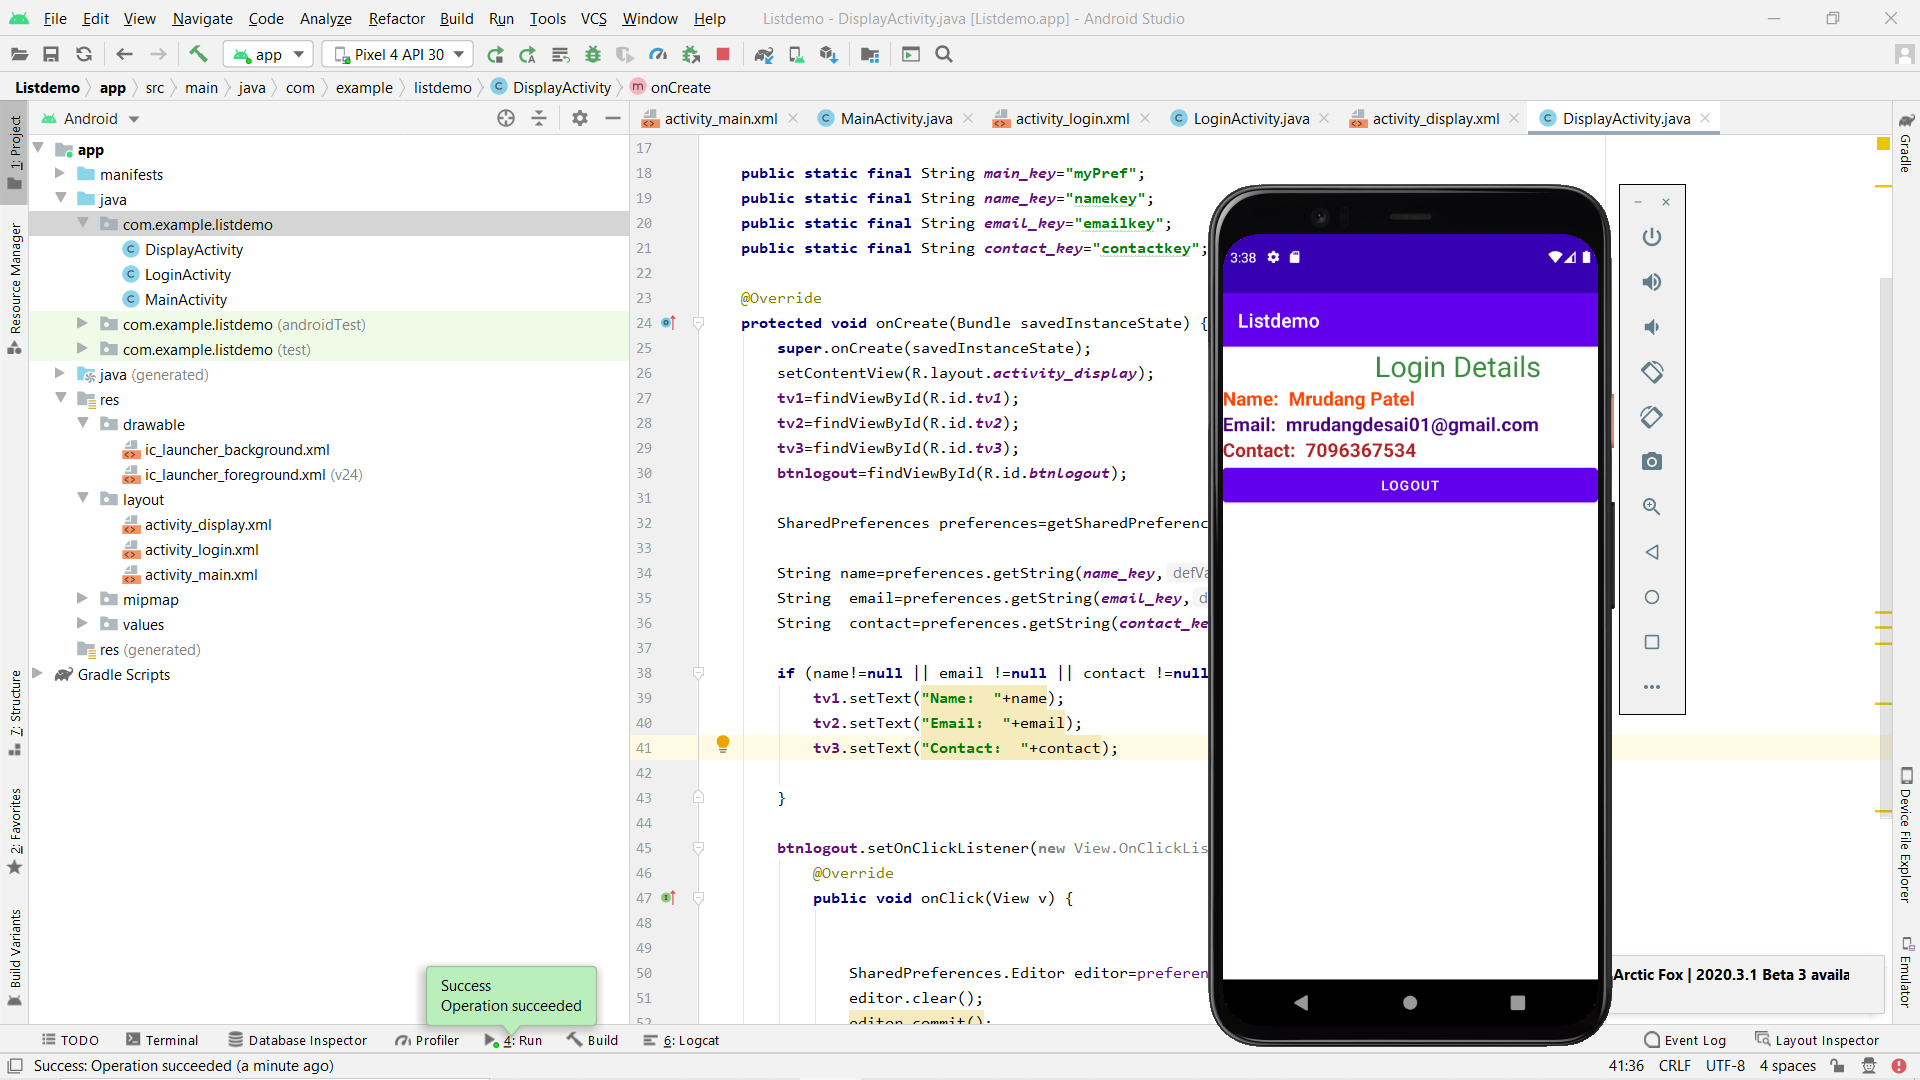 File Edit View Navigate Code Analyze Refactor Build Run Tools VCS Window Help Listdemo - DisplayActivity.java [Listdemo.app] - Android Studio
app Pixel 4 API 30
Listdemo app src main java com example listdemo DisplayActivity onCreate
Android
activity_main.xml MainActivity.java activity_login.xml LoginActivity.java activity_display.xml DisplayActivity.java
1: Project
Resource Manager
7: Structure
2: Favorites
Build Variants
app
manifests
java
com.example.listdemo
DisplayActivity
LoginActivity
MainActivity
com.example.listdemo (androidTest)
com.example.listdemo (test)
java (generated)
res
drawable
ic_launcher_background.xml
ic_launcher_foreground.xml (v24)
layout
activity_display.xml
activity_login.xml
activity_main.xml
mipmap
values
res (generated)
Gradle Scripts
17
18 public static final String main_key="myPref";
19 public static final String name_key="namekey";
20 public static final String email_key="emailkey";
21 public static final String contact_key="contactkey";
22
23 @Override
24 protected void onCreate(Bundle savedInstanceState) {
25 super.onCreate(savedInstanceState);
26 setContentView(R.layout.activity_display);
27 tv1=findViewById(R.id.tv1);
28 tv2=findViewById(R.id.tv2);
29 tv3=findViewById(R.id.tv3);
30 btnlogout=findViewById(R.id.btnlogout);
31
32 SharedPreferences preferences=getSharedPreferenc
33
34 String name=preferences.getString(name_key, defVa
35 String email=preferences.getString(email_key, d
36 String contact=preferences.getString(contact_ke
37
38 if (name!=null || email !=null || contact !=null
39 tv1.setText("Name:  "+name);
40 tv2.setText("Email:  "+email);
41 tv3.setText("Contact:  "+contact);
42
43 }
44
45 btnlogout.setOnClickListener(new View.OnClickLis
46 @Override
47 public void onClick(View v) {
48
49
50 SharedPreferences.Editor editor=preferen
51 editor.clear();
52 editor.commit();
3:38
Listdemo
Login Details
Name:  Mrudang Patel
Email:  mrudangdesai01@gmail.com
Contact:  7096367534
LOGOUT
Gradle
Device File Explorer
Emulator
Arctic Fox | 2020.3.1 Beta 3 availa
Success
Operation succeeded
TODO Terminal Database Inspector Profiler 4: Run Build 6: Logcat Event Log Layout Inspector
Success: Operation succeeded (a minute ago) 41:36 CRLF UTF-8 4 spaces